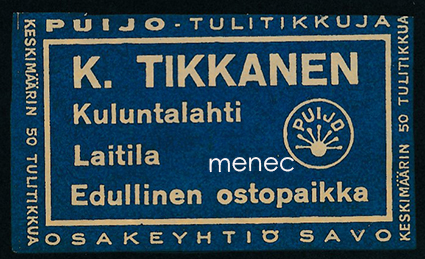 PUIJO - TULITIKKUJA
KESKIMÄÄRIN 50 TULITIKKUA
K. TIKKANEN
Kuluntalahti
Laitila
Edullinen ostopaikka
PUIJO
menec
KESKIMÄÄRIN 50 TULITIKKUA
OSAKEYHTIÖ SAVO